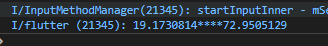 I/InputMethodManager(21345): startInputInner - mSe
I/flutter (21345): 19.1730814****72.9505129